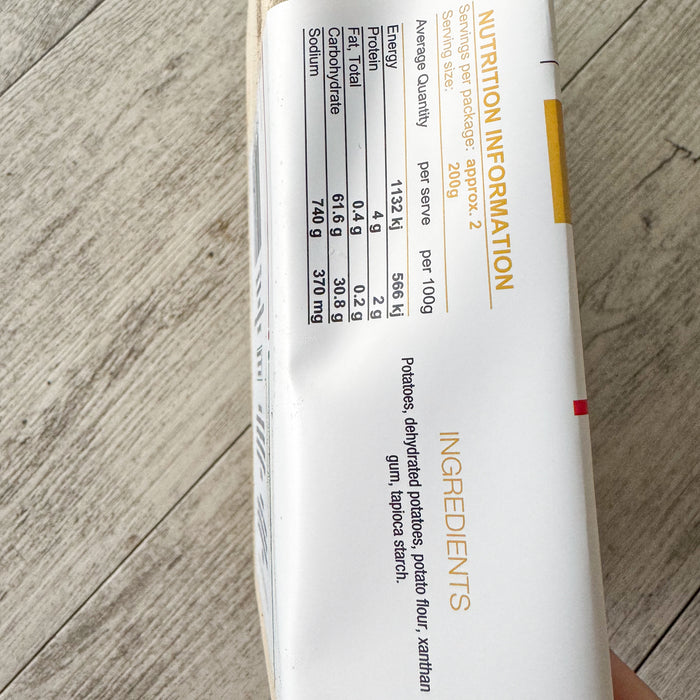 NUTRITION INFORMATION
Servings per package: approx. 2
Serving size: 200g
Average Quantity per serve per 100g
Energy 1132 kj 566 kj
Protein 4 g 2 g
Fat, Total 0.4 g 0.2 g
Carbohydrate 61.6 g 30.8 g
Sodium 740 g 370 mg
INGREDIENTS
Potatoes, dehydrated potatoes, potato flour, xanthan
gum, tapioca starch.